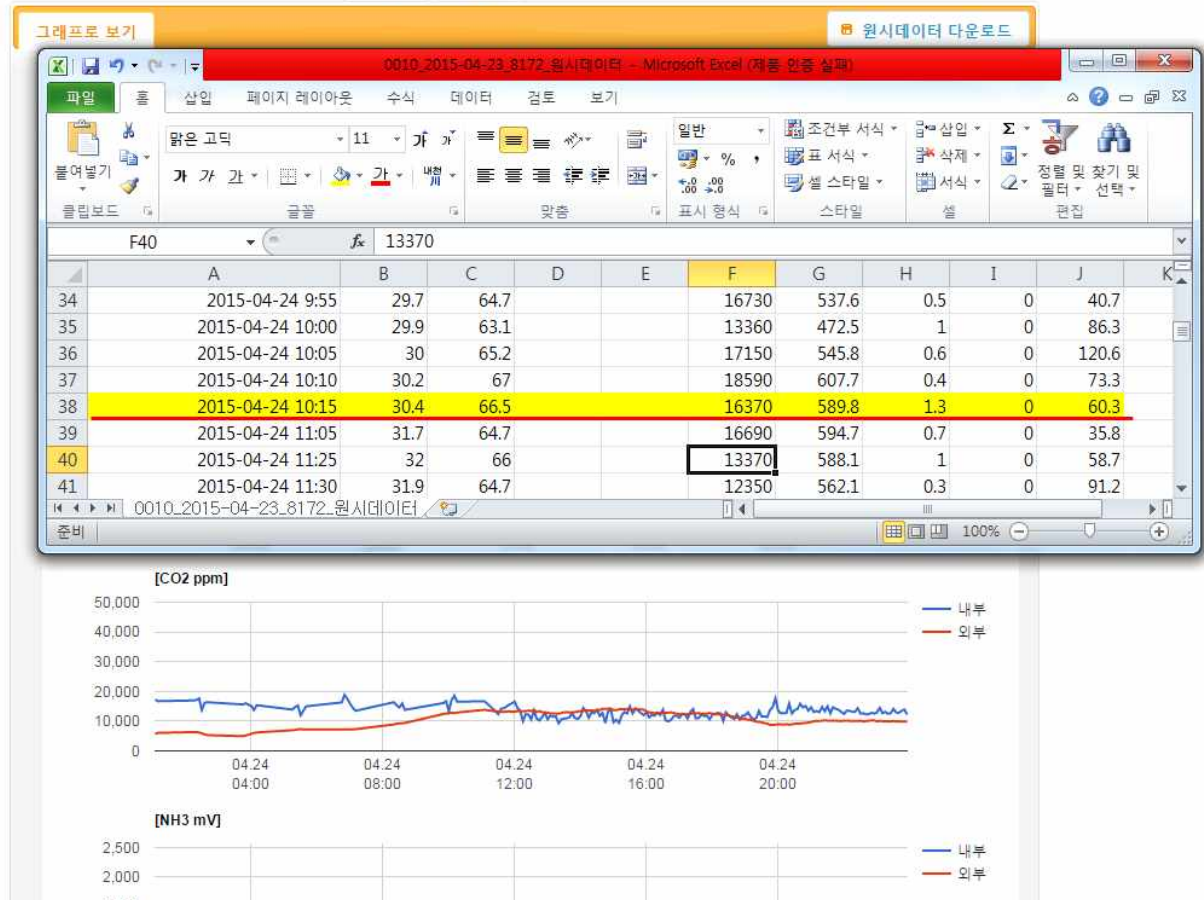 그래프로 보기
원시데이터 다운로드
0010_2015-04-23_8172_원시데이터 - Microsoft Excel (제품 인증 실패)
파일 홈 삽입 페이지 레이아웃 수식 데이터 검토 보기
맑은 고딕 11 일반 조건부 서식 삽입 Σ
붙여넣기 % , 표 서식 삭제 정렬 및 찾기 및
가 가 가 가 내천 셀 스타일 서식 필터 선택
클립보드 글꼴 맞춤 표시 형식 스타일 셀 편집
F40 fx 13370
A B C D E F G H I J K
34 2015-04-24 9:55 29.7 64.7 16730 537.6 0.5 0 40.7
35 2015-04-24 10:00 29.9 63.1 13360 472.5 1 0 86.3
36 2015-04-24 10:05 30 65.2 17150 545.8 0.6 0 120.6
37 2015-04-24 10:10 30.2 67 18590 607.7 0.4 0 73.3
38 2015-04-24 10:15 30.4 66.5 16370 589.8 1.3 0 60.3
39 2015-04-24 11:05 31.7 64.7 16690 594.7 0.7 0 35.8
40 2015-04-24 11:25 32 66 13370 588.1 1 0 58.7
41 2015-04-24 11:30 31.9 64.7 12350 562.1 0.3 0 91.2
0010_2015-04-23_8172_원시데이터
준비 100%
[CO2 ppm]
50,000 내부
40,000 외부
30,000
20,000
10,000
0
04.24 04.24 04.24 04.24 04.24
04:00 08:00 12:00 16:00 20:00
[NH3 mV]
2,500 내부
2,000 외부